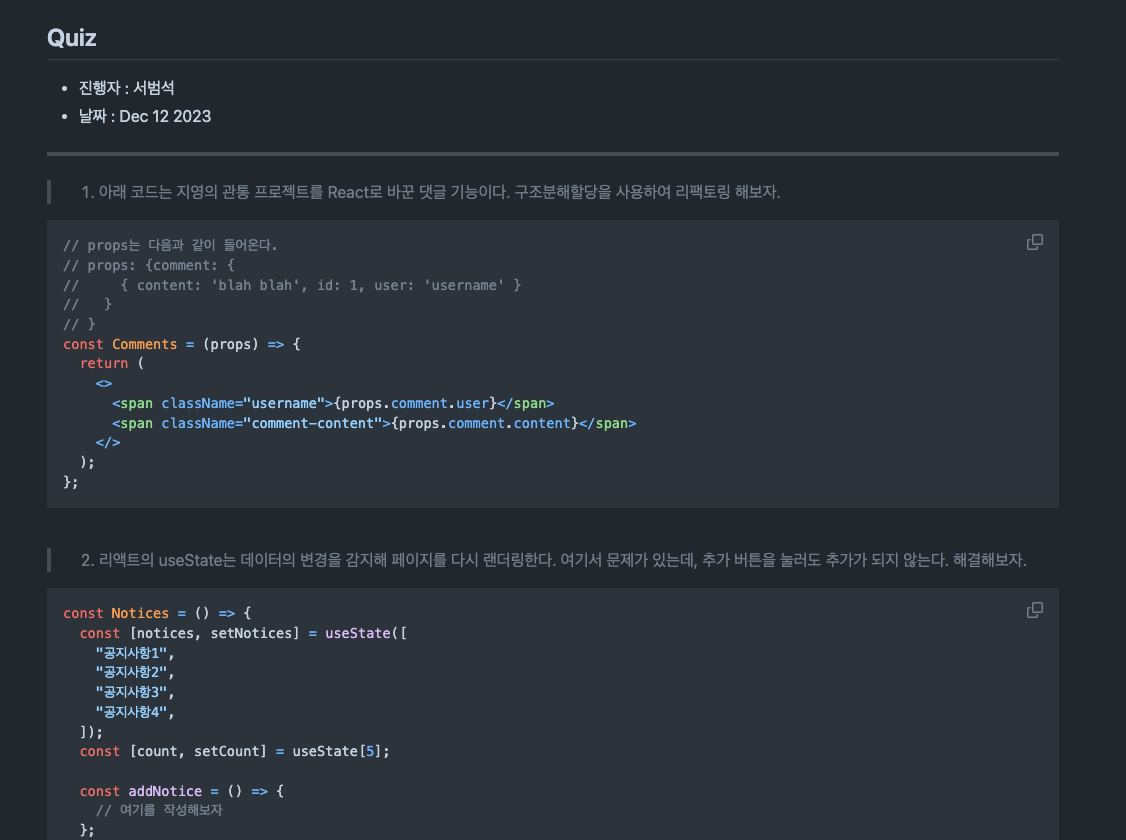 Quiz
진행자 : 서범석
날짜 : Dec 12 2023
1. 아래 코드는 지영의 관통 프로젝트를 React로 바꾼 댓글 기능이다. 구조분해할당을 사용하여 리팩토링 해보자.
// props는 다음과 같이 들어온다.
// props: {comment: {
//     { content: 'blah blah', id: 1, user: 'username' }
//   }
// }
const Comments = (props) => {
  return (
    <>
      <span className="username">{props.comment.user}</span>
      <span className="comment-content">{props.comment.content}</span>
    </>
  );
};
2. 리액트의 useState는 데이터의 변경을 감지해 페이지를 다시 랜더링한다. 여기서 문제가 있는데, 추가 버튼을 눌러도 추가가 되지 않는다. 해결해보자.
const Notices = () => {
  const [notices, setNotices] = useState([
    "공지사항1",
    "공지사항2",
    "공지사항3",
    "공지사항4",
  ]);
  const [count, setCount] = useState[5];
  const addNotice = () => {
    // 여기를 작성해보자
  };